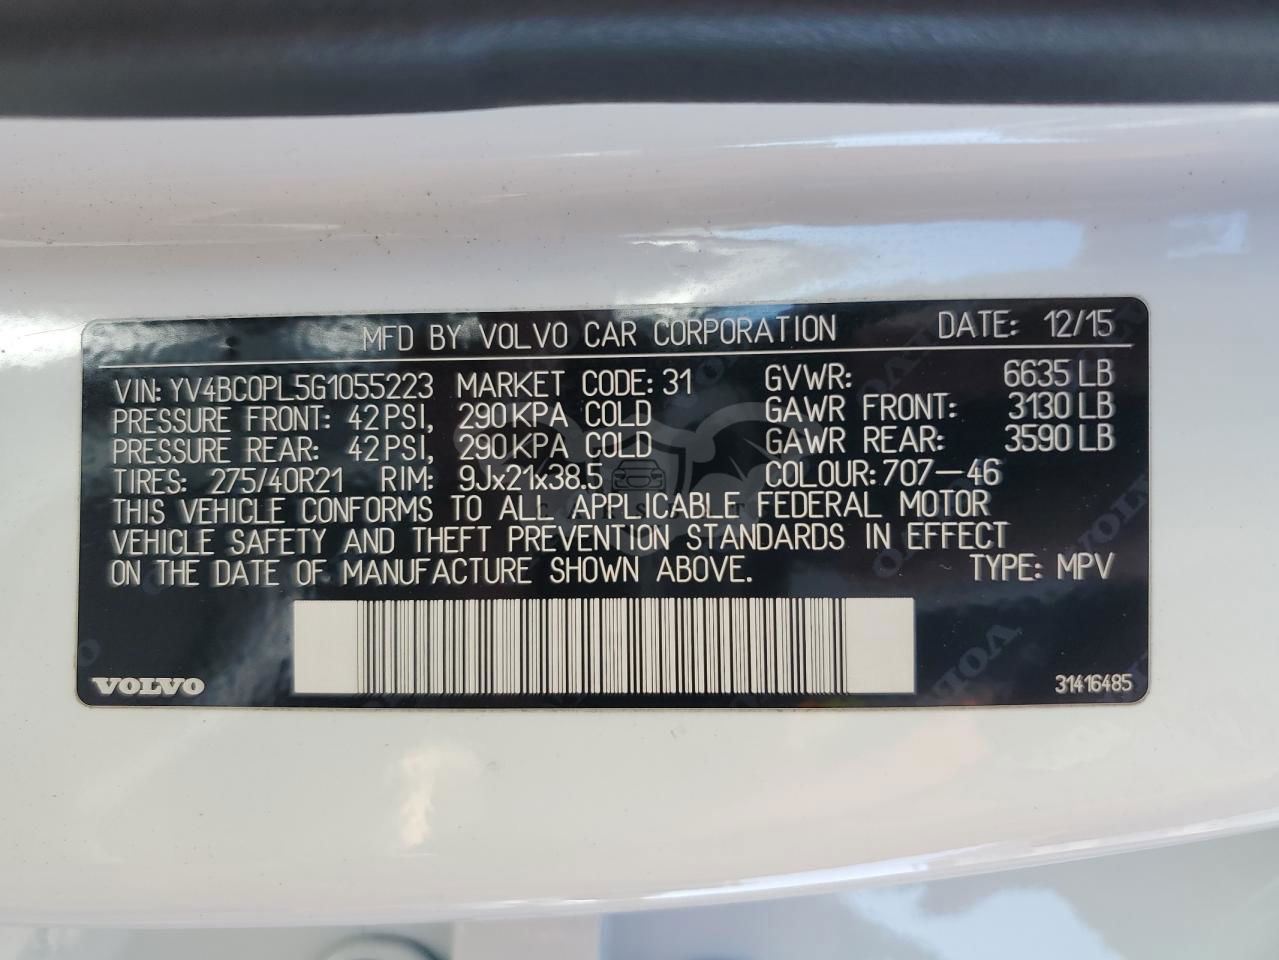 MFD BY VOLVO CAR CORPORATION DATE: 12/15
VIN: YV4BC0PL5G1055223 MARKET CODE: 31 GVWR: 6635 LB
PRESSURE FRONT: 42 PSI, 290 KPA COLD GAWR FRONT: 3130 LB
PRESSURE REAR: 42 PSI, 290 KPA COLD GAWR REAR: 3590 LB
TIRES: 275/40R21 RIM: 9Jx21x38.5 COLOUR: 707-46
THIS VEHICLE CONFORMS TO ALL APPLICABLE FEDERAL MOTOR
VEHICLE SAFETY AND THEFT PREVENTION STANDARDS IN EFFECT
ON THE DATE OF MANUFACTURE SHOWN ABOVE. TYPE: MPV
VOLVO 31416485